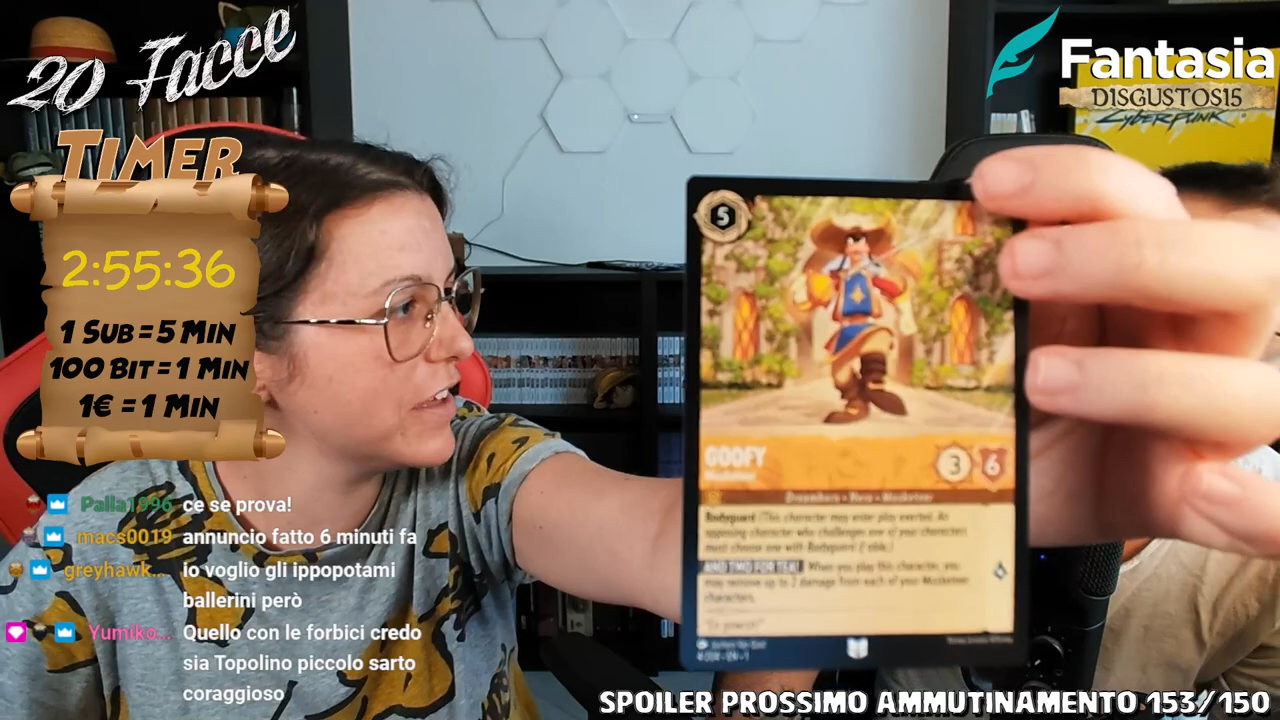 20 Facce
TIMER
2:55:36
1 SUB = 5 MIN
100 BIT = 1 MIN
1€ = 1 MIN
Fantasia
DISGUSTOS15
CYBERPUNK
Palla1996 ce se prova!
macs0019 annuncio fatto 6 minuti fa
greyhawk... io voglio gli ippopotami
ballerini però
Yumiko... Quello con le forbici credo
sia Topolino piccolo sarto
coraggioso
5
GOOFY
Musketeer
3 6
Dreamborn • Hero • Musketeer
Bodyguard (This character may enter play exerted. An
opposing character who challenges one of your characters
must choose one with Bodyguard if able.)
AND TWO FOR TEA! When you play this character, you
may remove up to 2 damage from each of your Musketeer
characters.
SPOILER PROSSIMO AMMUTINAMENTO 153/150